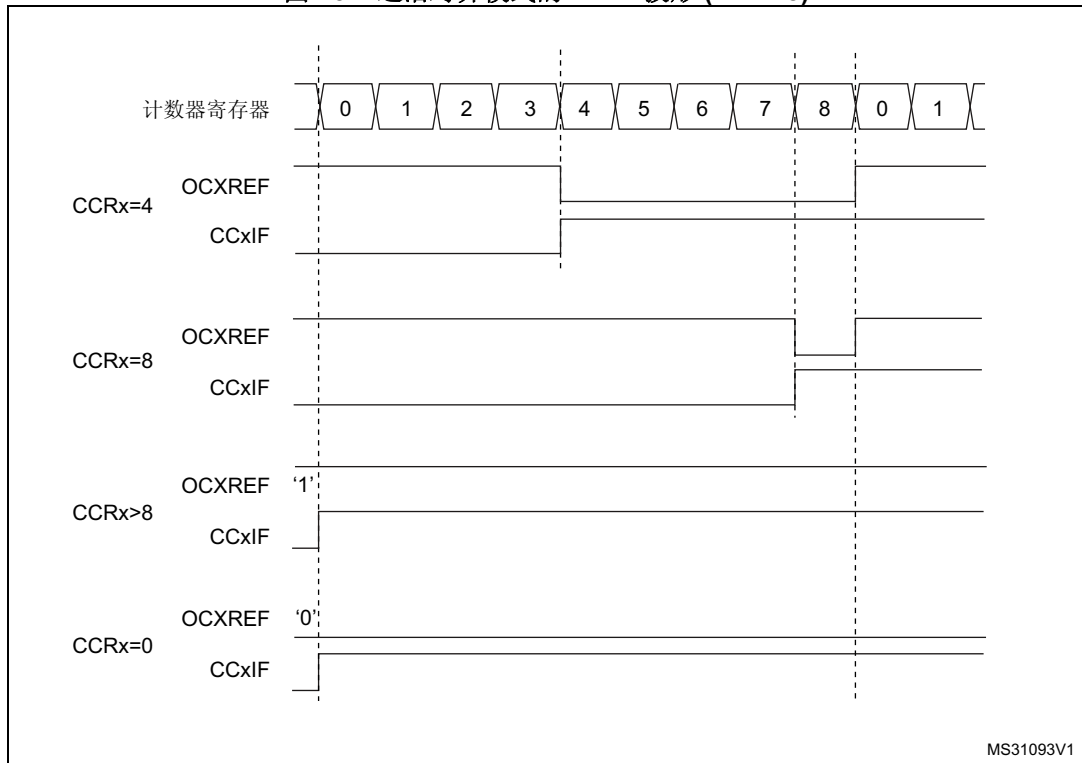 计数器寄存器 0 1 2 3 4 5 6 7 8 0 1
OCXREF
CCRx=4
CCxIF
OCXREF
CCRx=8
CCxIF
OCXREF '1'
CCRx>8
CCxIF
OCXREF '0'
CCRx=0
CCxIF
MS31093V1